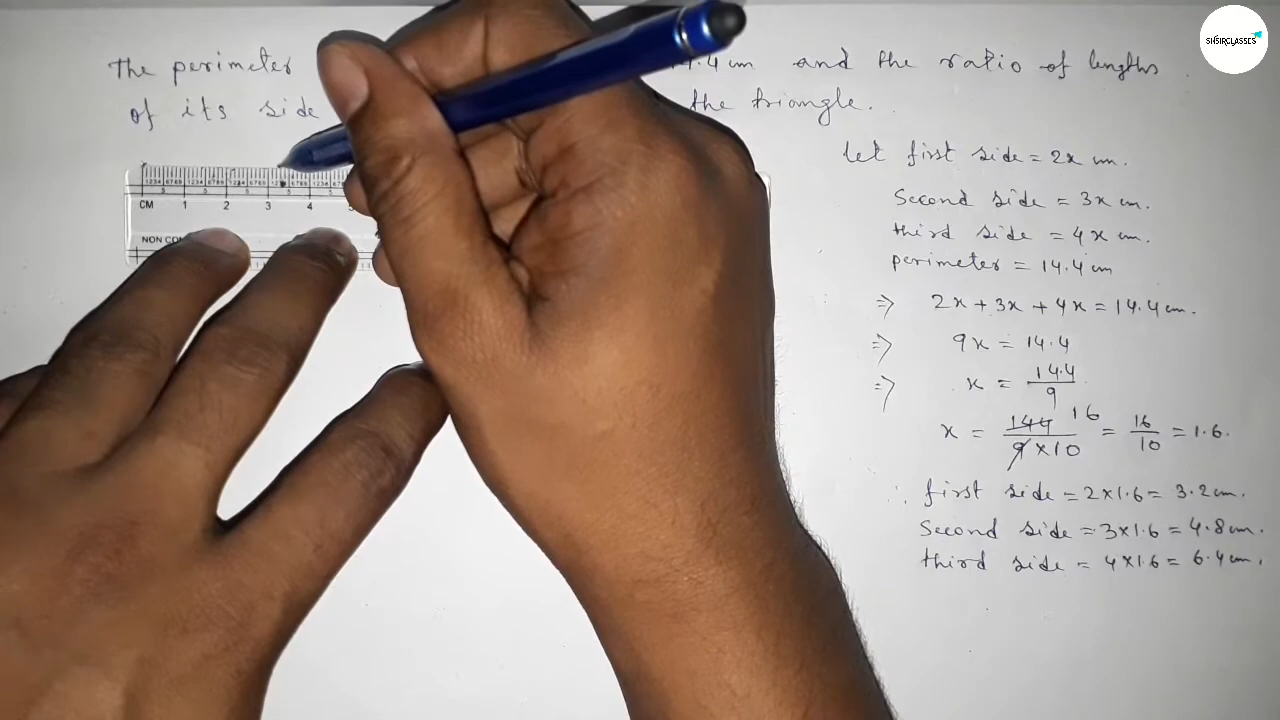 the perimeter 14.4 cm and the ratio of lengths
of its side the triangle.
SHSIRCLASSES
let first side = 2x cm.
Second side = 3x cm.
third side = 4x cm.
perimeter = 14.4 cm
⇒ 2x + 3x + 4x = 14.4 cm.
⇒ 9x = 14.4
⇒ x = 14.4/9
x = 144/9×10 16 = 16/10 = 1.6.
∴ first side = 2×1.6 = 3.2 cm.
Second side = 3×1.6 = 4.8 cm.
third side = 4×1.6 = 6.4 cm.
CM 1 2 3 4 5
NON CO